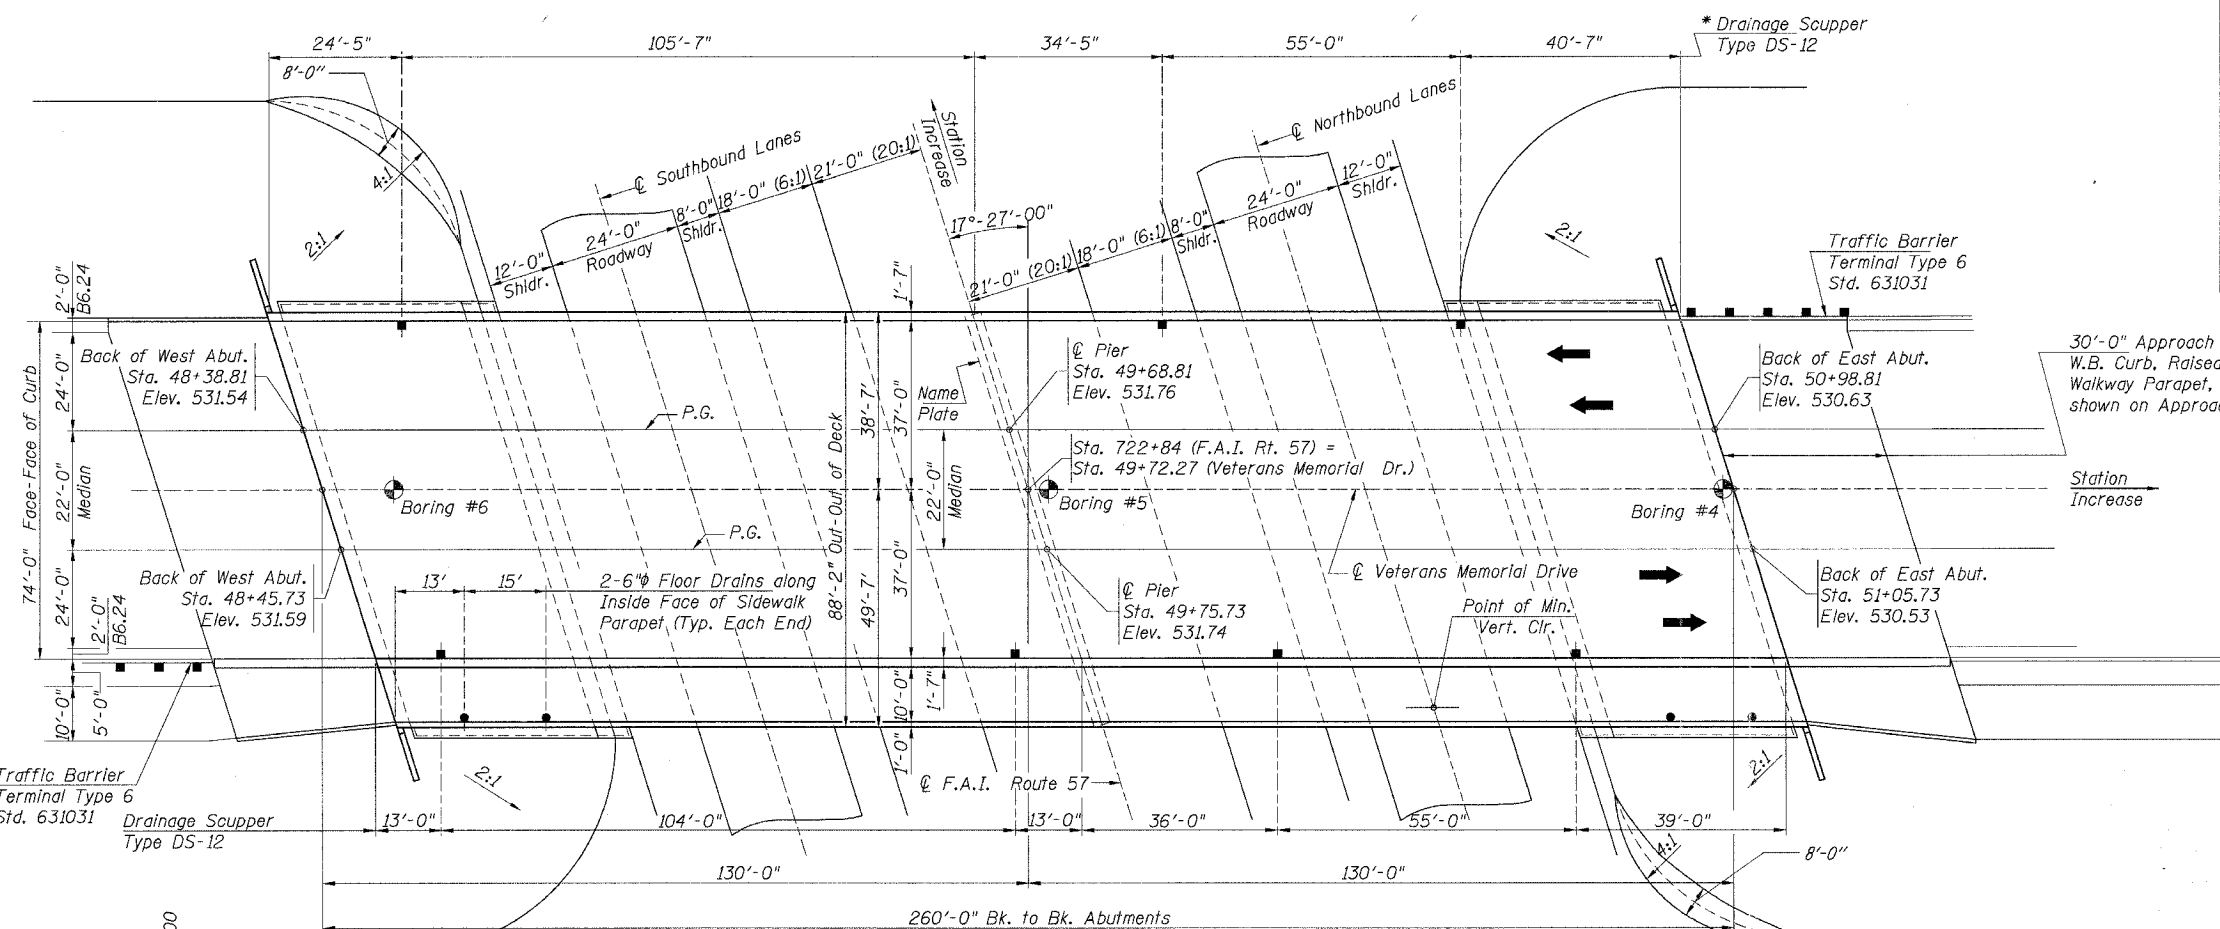 * Drainage Scupper
Type DS-12
24'-5"
105'-7"
34'-5"
55'-0"
40'-7"
8'-0"
4:1
2:1
℄ Southbound Lanes
Station
Increase
℄ Northbound Lanes
12'-0"
Shldr.
24'-0"
Roadway
8'-0"
Shldr.
18'-0" (6:1)
21'-0" (20:1)
17°-27'-00"
21'-0" (20:1)
18'-0" (6:1)
8'-0"
Shldr.
24'-0"
Roadway
12'-0"
Shldr.
2:1
Traffic Barrier
Terminal Type 6
Std. 631031
2'-0"
B6.24
1'-7"
Back of West Abut.
Sta. 48+38.81
Elev. 531.54
Name
Plate
℄ Pier
Sta. 49+68.81
Elev. 531.76
Back of East Abut.
Sta. 50+98.81
Elev. 530.63
30'-0" Approach
W.B. Curb, Raised
Walkway Parapet,
shown on Approac
74'-0" Face-Face of Curb
24'-0"
22'-0"
Median
24'-0"
2'-0"
B6.24
10'-0"
5'-0"
P.G.
38'-7"
37'-0"
88'-2" Out-Out of Deck
49'-7"
37'-0"
22'-0"
Median
Sta. 722+84 (F.A.I. Rt. 57) =
Sta. 49+72.27 (Veterans Memorial Dr.)
Boring #6
Boring #5
Boring #4
Station
Increase
P.G.
Back of West Abut.
Sta. 48+45.73
Elev. 531.59
13'
15'
2-6"φ Floor Drains along
Inside Face of Sidewalk
Parapet (Typ. Each End)
℄ Veterans Memorial Drive
℄ Pier
Sta. 49+75.73
Elev. 531.74
Point of Min.
Vert. Clr.
Back of East Abut.
Sta. 51+05.73
Elev. 530.53
10'-0"
1'-7"
1'-0"
Traffic Barrier
Terminal Type 6
Std. 631031
Drainage Scupper
Type DS-12
2:1
℄ F.A.I. Route 57
2:1
13'-0"
104'-0"
13'-0"
36'-0"
55'-0"
39'-0"
4:1
8'-0"
130'-0"
130'-0"
260'-0" Bk. to Bk. Abutments
00